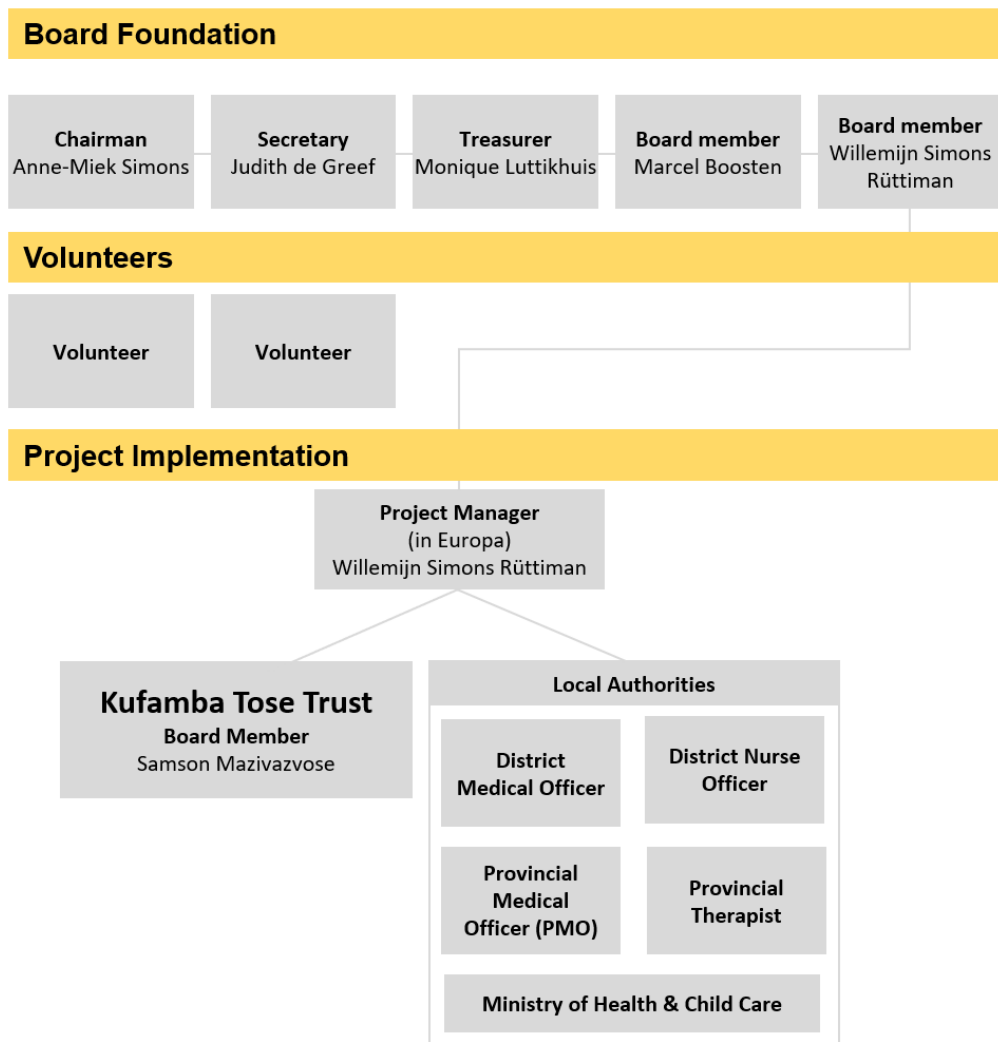 Board Foundation
Chairman
Anne-Miek Simons
Secretary
Judith de Greef
Treasurer
Monique Luttikhuis
Board member
Marcel Boosten
Board member
Willemijn Simons
Rüttiman
Volunteers
Volunteer
Volunteer
Project Implementation
Project Manager
(in Europa)
Willemijn Simons Rüttiman
Kufamba Tose Trust
Board Member
Samson Mazivazvose
Local Authorities
District
Medical Officer
District Nurse
Officer
Provincial
Medical
Officer (PMO)
Provincial
Therapist
Ministry of Health & Child Care